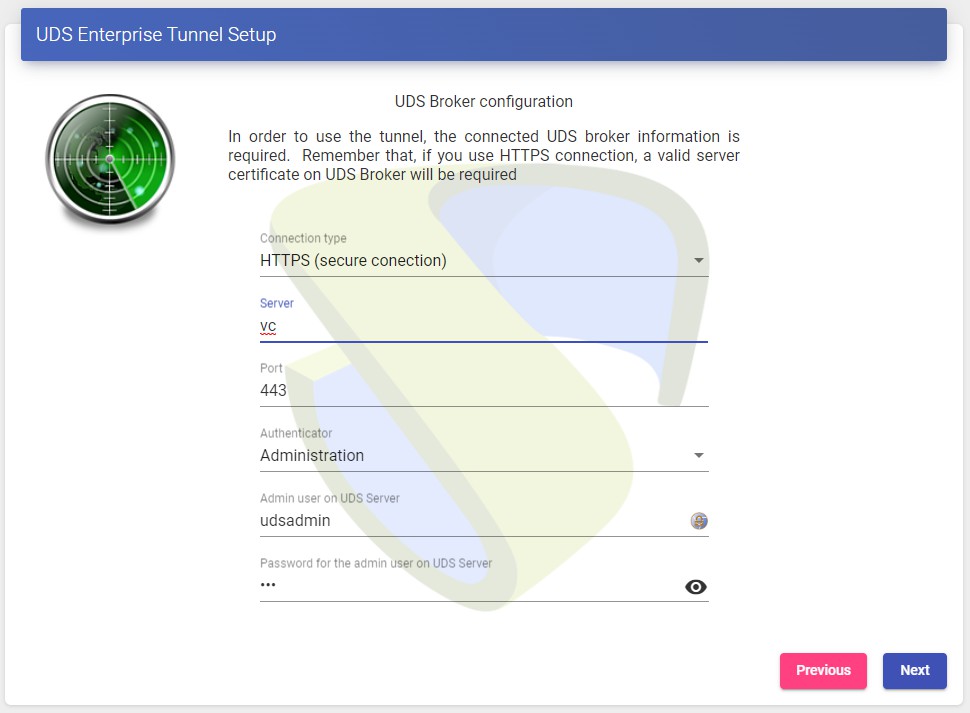 UDS Enterprise Tunnel Setup
UDS Broker configuration
In order to use the tunnel, the connected UDS broker information is
required.  Remember that, if you use HTTPS connection, a valid server
certificate on UDS Broker will be required
Connection type
HTTPS (secure conection)
Server
vc
Port
443
Authenticator
Administration
Admin user on UDS Server
udsadmin
Password for the admin user on UDS Server
•••
Previous
Next